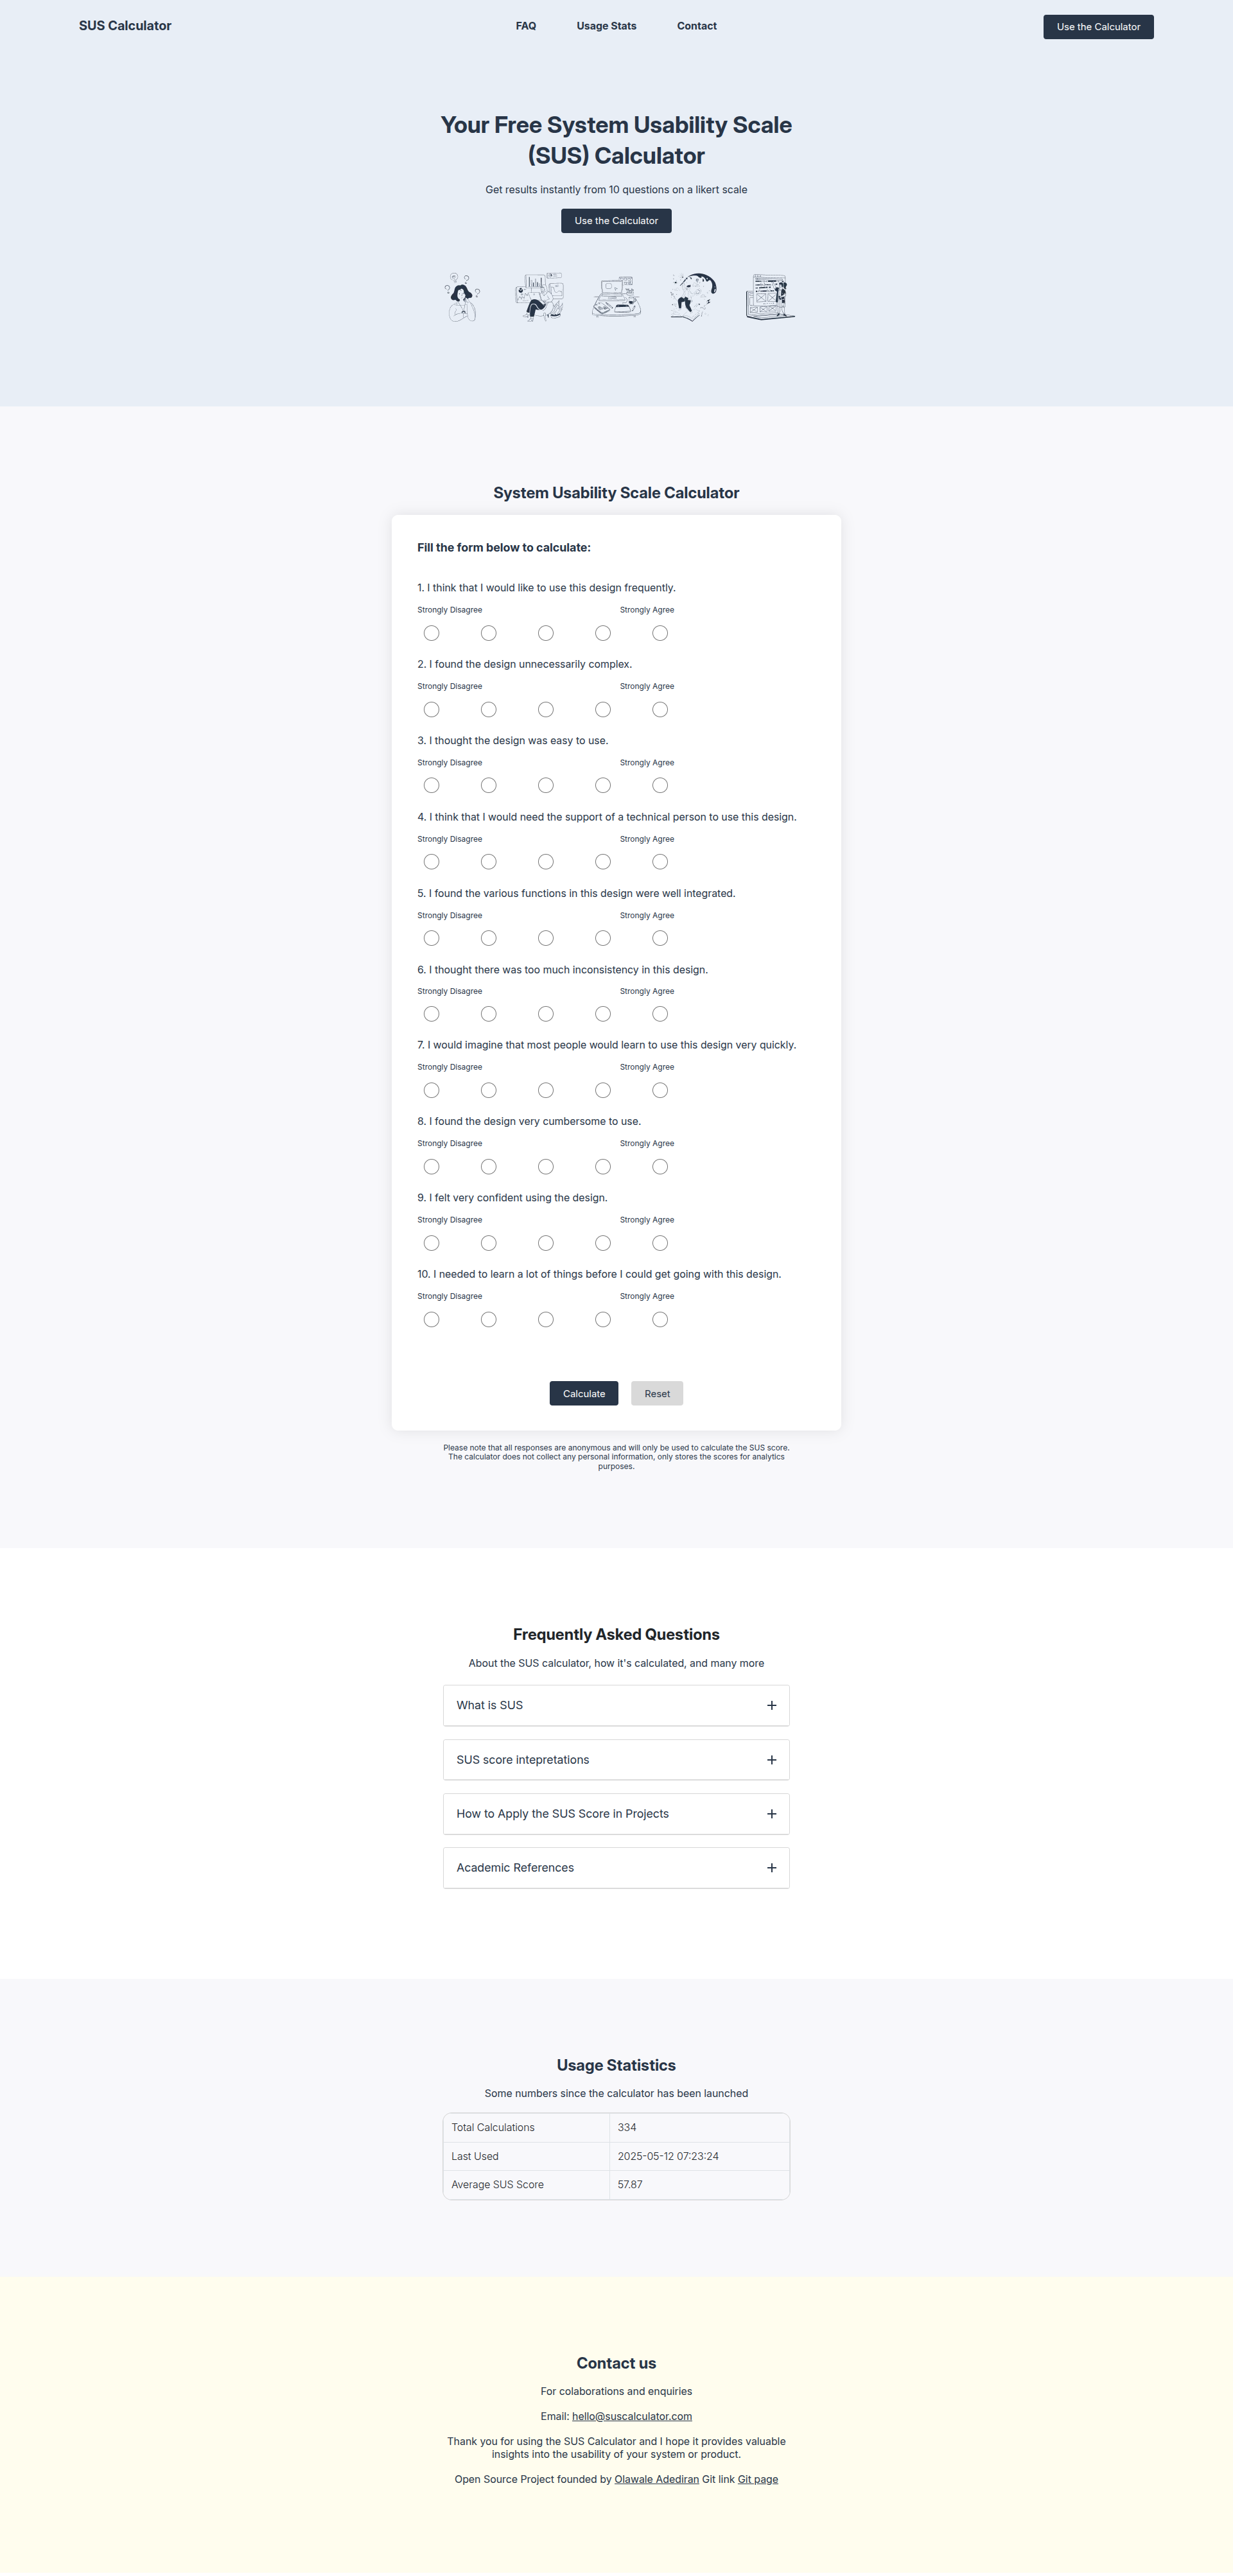 SUS Calculator
FAQ
Usage Stats
Contact
Use the Calculator
Your Free System Usability Scale
(SUS) Calculator
Get results instantly from 10 questions on a likert scale
Use the Calculator
System Usability Scale Calculator
Fill the form below to calculate:
1. I think that I would like to use this design frequently.
Strongly Disagree Strongly Agree
2. I found the design unnecessarily complex.
Strongly Disagree Strongly Agree
3. I thought the design was easy to use.
Strongly Disagree Strongly Agree
4. I think that I would need the support of a technical person to use this design.
Strongly Disagree Strongly Agree
5. I found the various functions in this design were well integrated.
Strongly Disagree Strongly Agree
6. I thought there was too much inconsistency in this design.
Strongly Disagree Strongly Agree
7. I would imagine that most people would learn to use this design very quickly.
Strongly Disagree Strongly Agree
8. I found the design very cumbersome to use.
Strongly Disagree Strongly Agree
9. I felt very confident using the design.
Strongly Disagree Strongly Agree
10. I needed to learn a lot of things before I could get going with this design.
Strongly Disagree Strongly Agree
Calculate
Reset
Please note that all responses are anonymous and will only be used to calculate the SUS score.
The calculator does not collect any personal information, only stores the scores for analytics
purposes.
Frequently Asked Questions
About the SUS calculator, how it's calculated, and many more
What is SUS
SUS score intepretations
How to Apply the SUS Score in Projects
Academic References
Usage Statistics
Some numbers since the calculator has been launched
Total Calculations 334
Last Used 2025-05-12 07:23:24
Average SUS Score 57.87
Contact us
For colaborations and enquiries
Email: hello@suscalculator.com
Thank you for using the SUS Calculator and I hope it provides valuable
insights into the usability of your system or product.
Open Source Project founded by Olawale Adediran Git link Git page